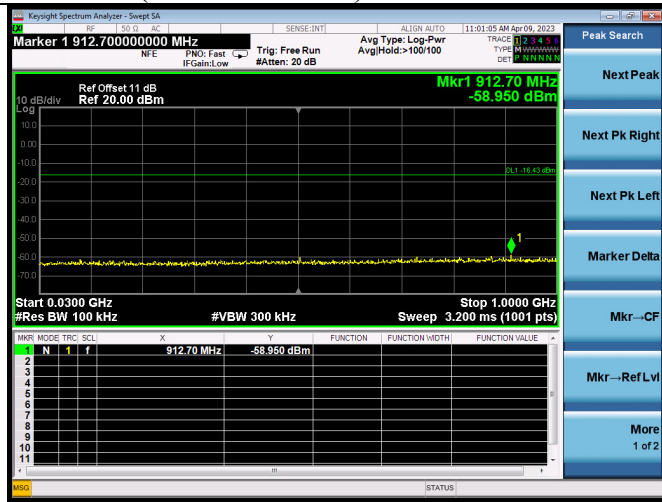 Keysight Spectrum Analyzer - Swept SA
RF 50 Ω AC SENSE:INT ALIGN AUTO 11:01:05 AM Apr 09, 2023
Marker 1 912.700000000 MHz
NFE PNO: Fast Trig: Free Run Avg Type: Log-Pwr TRACE 1 2 3 4 5 6
IFGain:Low #Atten: 20 dB Avg|Hold:>100/100 TYPE M WWWWW
DET P N N N N N
Peak Search
Next Peak
Next Pk Right
Next Pk Left
Marker Delta
Mkr→CF
Mkr→Ref Lvl
More
1 of 2
Ref Offset 11 dB Mkr1 912.70 MHz
10 dB/div Ref 20.00 dBm -58.950 dBm
Log
10.0
0.00
-10.0
DL1 -16.43 dBm
-20.0
-30.0
-40.0
-50.0
1
-60.0
-70.0
Start 0.0300 GHz Stop 1.0000 GHz
#Res BW 100 kHz #VBW 300 kHz Sweep 3.200 ms (1001 pts)
MKR MODE TRC SCL X Y FUNCTION FUNCTION WIDTH FUNCTION VALUE
1 N 1 f 912.70 MHz -58.950 dBm
2
3
4
5
6
7
8
9
10
11
MSG STATUS